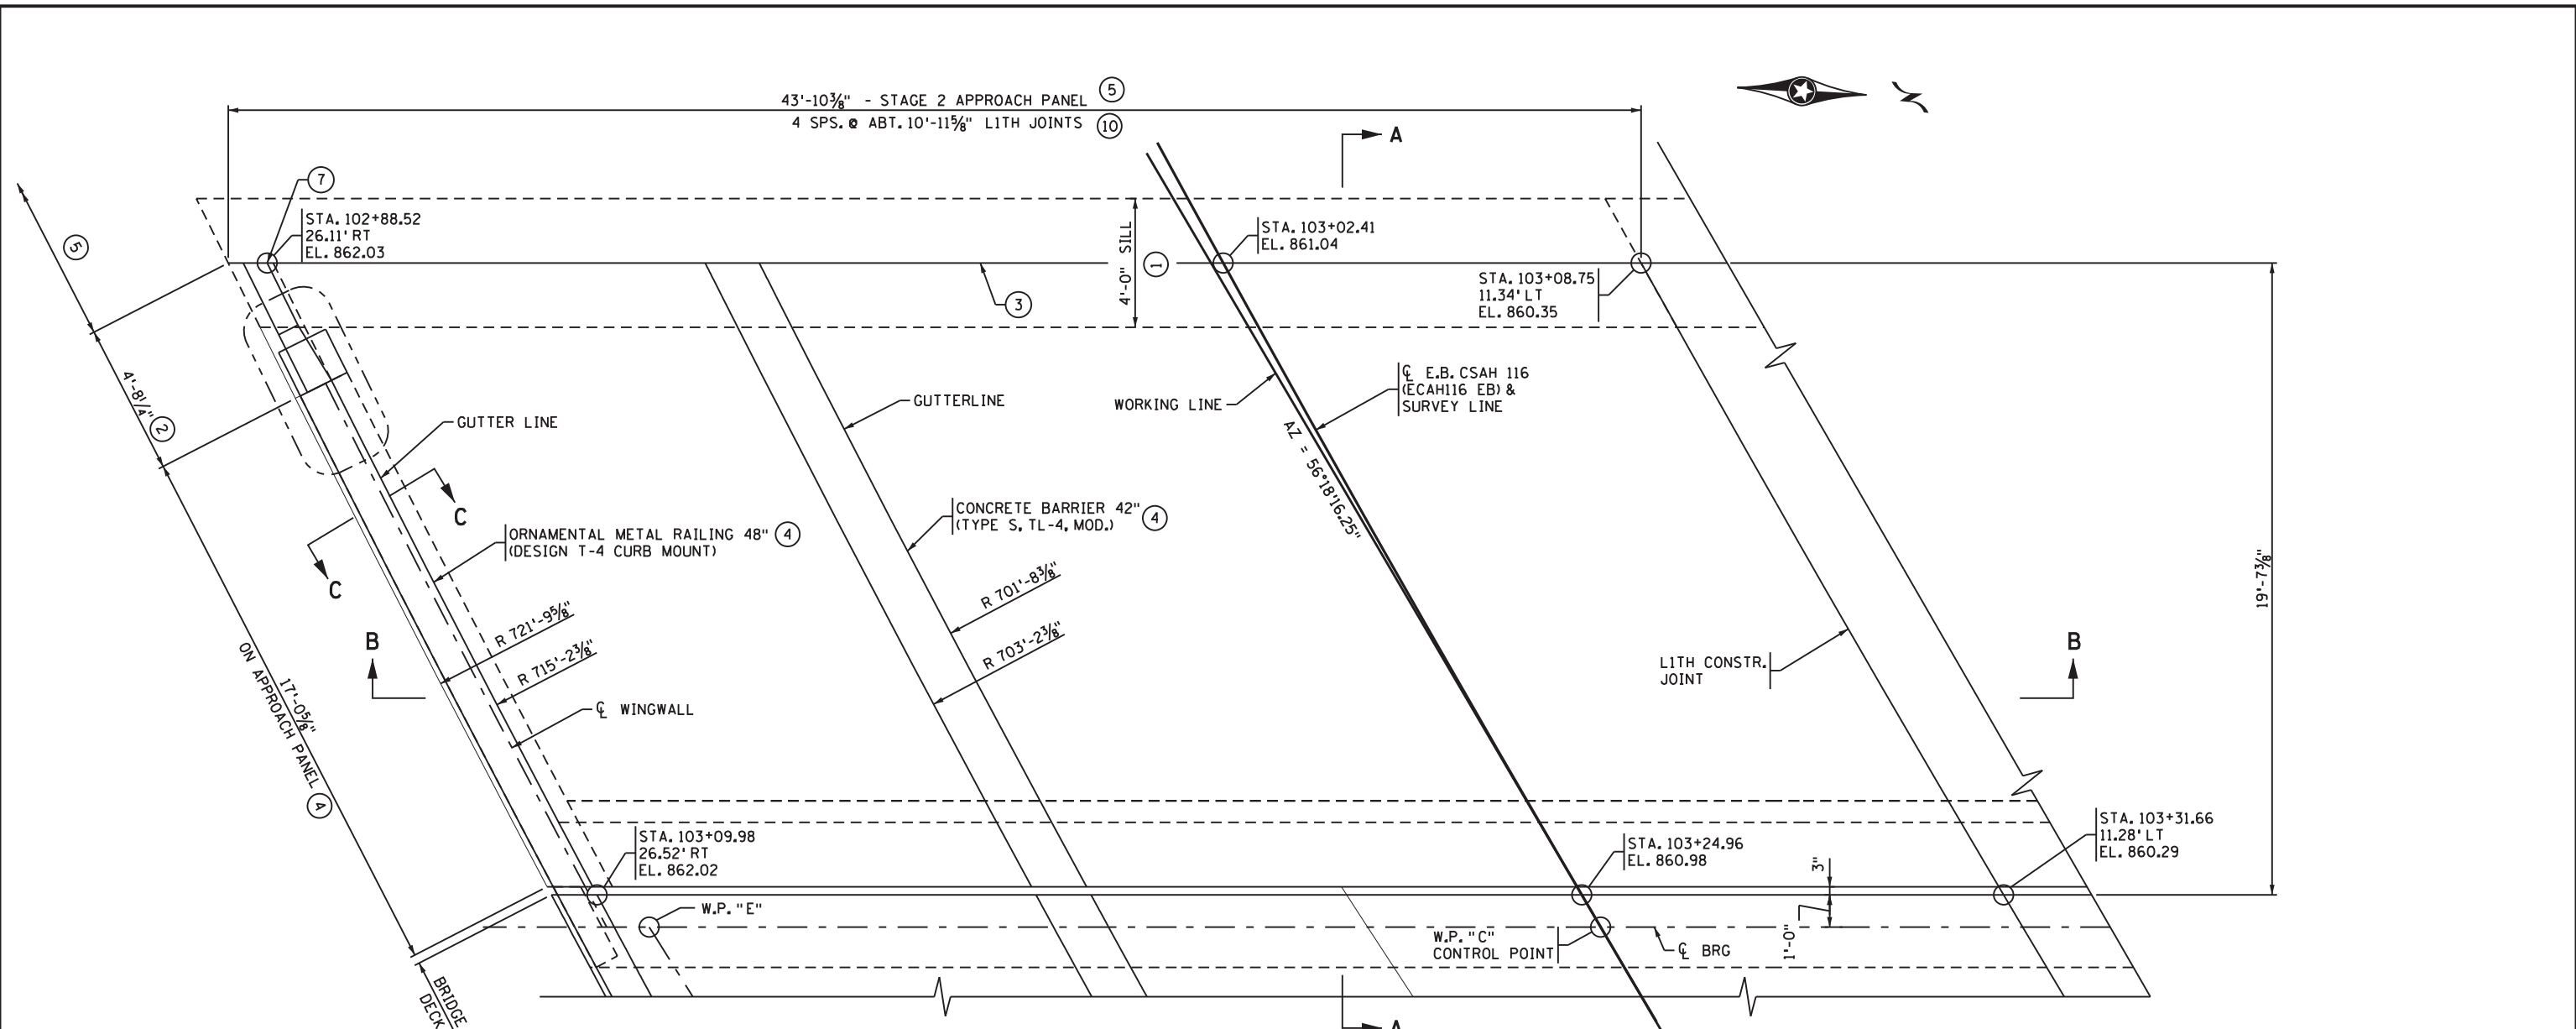 43'-10⅜" - STAGE 2 APPROACH PANEL 5
4 SPS. @ ABT. 10'-11⅝" L1TH JOINTS 10
A
7
STA. 102+88.52
26.11' RT
EL. 862.03
5
4'-0" SILL
1
STA. 103+02.41
EL. 861.04
STA. 103+08.75
11.34' LT
EL. 860.35
3
4'-8¼"
2
GUTTER LINE
GUTTERLINE
WORKING LINE
℄ E.B. CSAH 116
(ECAH116 EB) &
SURVEY LINE
AZ = 56°18'16.25"
C
C
ORNAMENTAL METAL RAILING 48" 4
(DESIGN T-4 CURB MOUNT)
CONCRETE BARRIER 42"
(TYPE S, TL-4, MOD.) 4
R 701'-8⅜"
R 703'-2⅜"
R 721'-9⅝"
R 715'-2⅜"
19'-7⅜"
B
B
L1TH CONSTR.
JOINT
℄ WINGWALL
17'-0⅝"
ON APPROACH PANEL 4
STA. 103+09.98
26.52' RT
EL. 862.02
STA. 103+24.96
EL. 860.98
3"
STA. 103+31.66
11.28' LT
EL. 860.29
W.P. "E"
W.P. "C"
CONTROL POINT
℄ BRG
1'-0"
BRIDGE
DECK
A